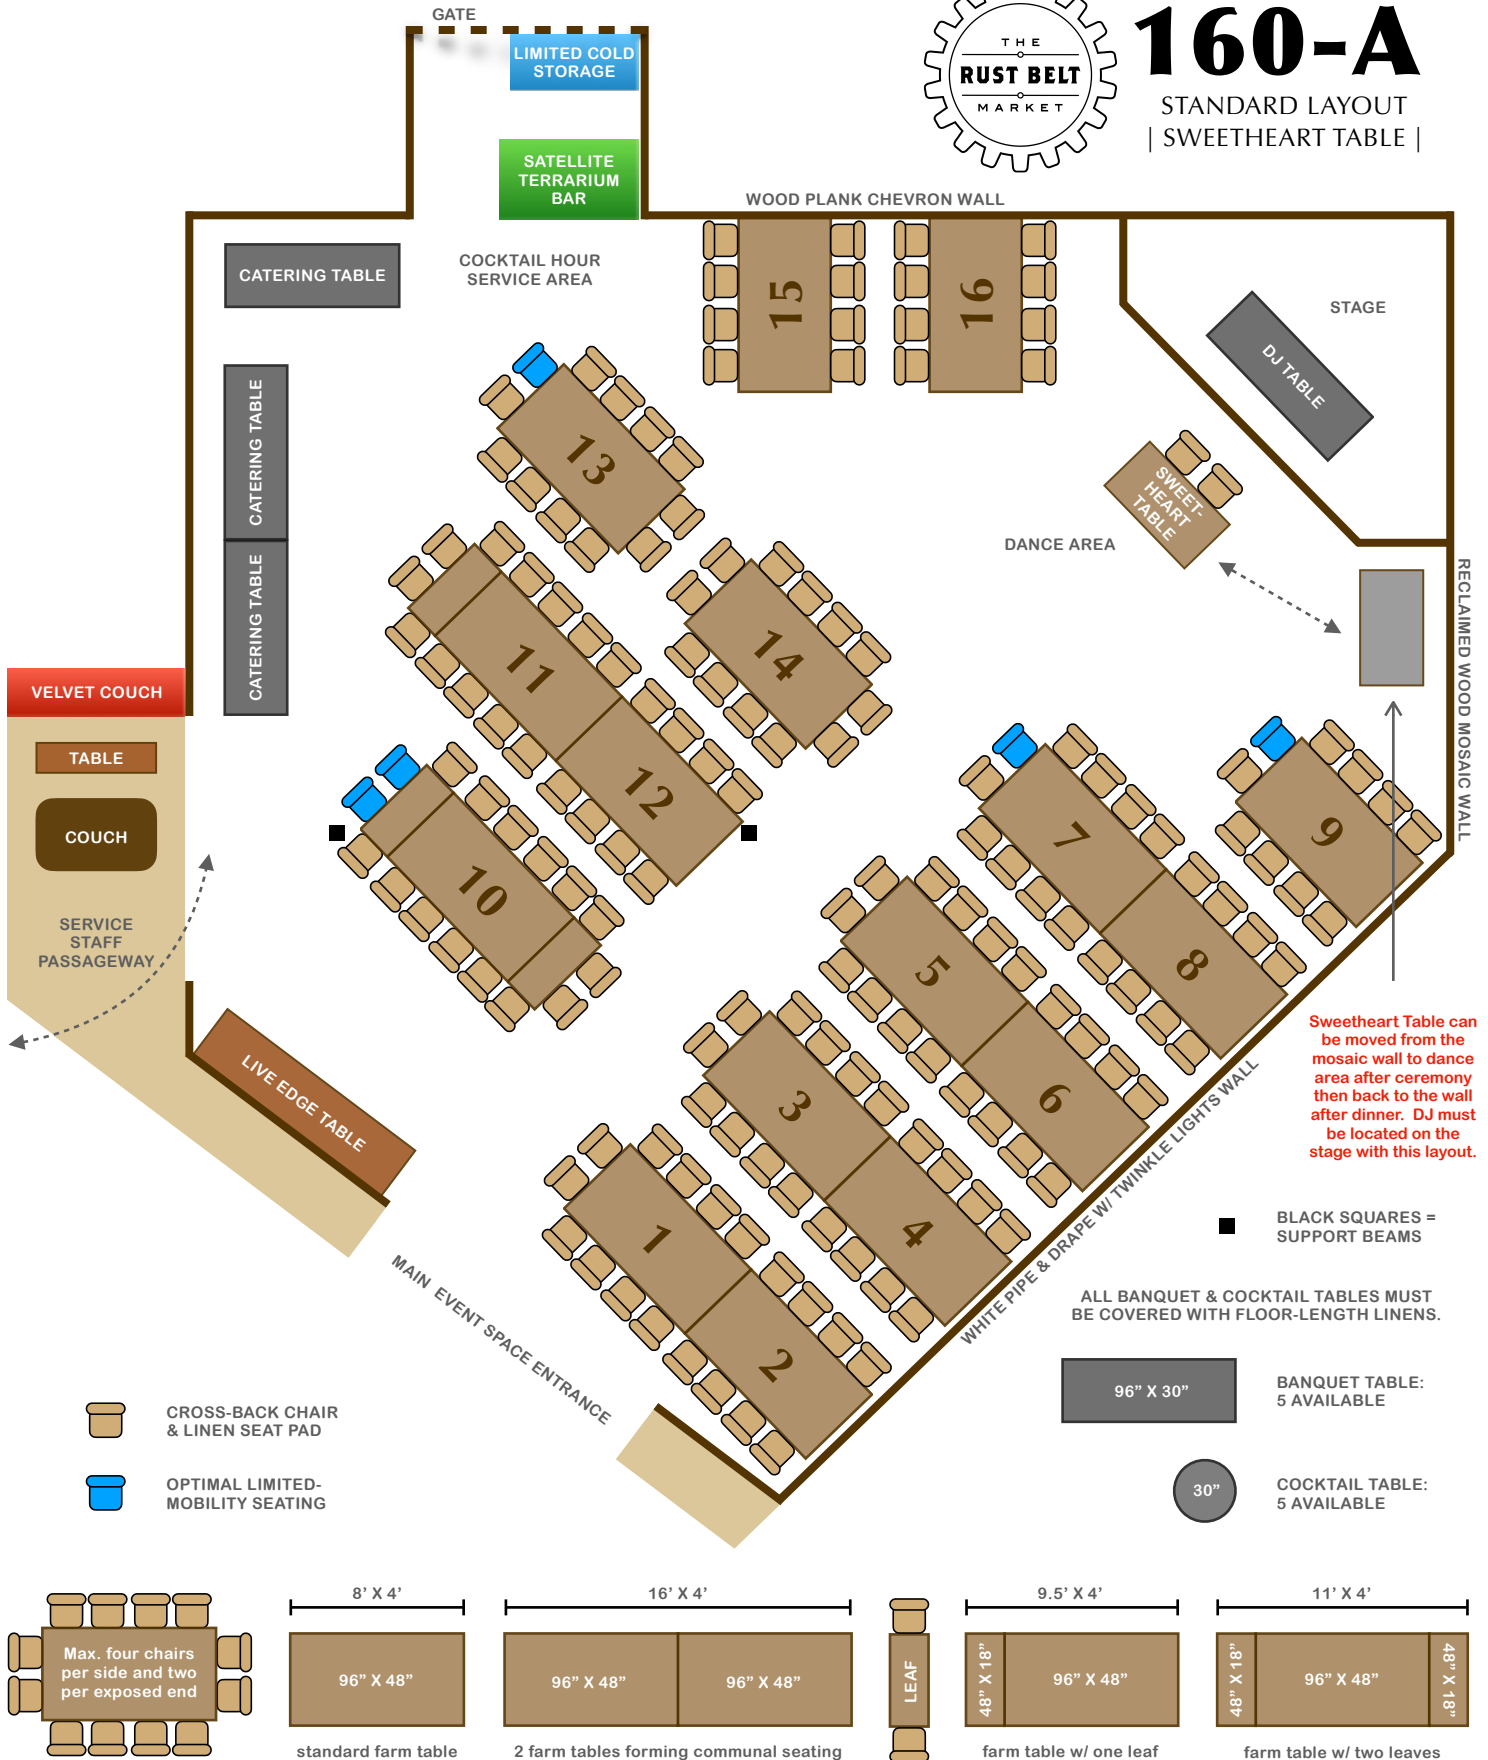 GATE
LIMITED COLD
STORAGE
THE
RUST BELT
MARKET
160-A
STANDARD LAYOUT
| SWEETHEART TABLE |
SATELLITE
TERRARIUM
BAR
WOOD PLANK CHEVRON WALL
CATERING TABLE
COCKTAIL HOUR
SERVICE AREA
15
16
STAGE
DJ TABLE
CATERING TABLE
CATERING TABLE
13
SWEET-
HEART
TABLE
DANCE AREA
RECLAIMED WOOD MOSAIC WALL
11
14
VELVET COUCH
TABLE
COUCH
12
7
9
10
SERVICE
STAFF
PASSAGEWAY
5
8
Sweetheart Table can
be moved from the
mosaic wall to dance
area after ceremony
then back to the wall
after dinner. DJ must
be located on the
stage with this layout.
LIVE EDGE TABLE
3
6
WHITE PIPE & DRAPE W/ TWINKLE LIGHTS WALL
1
4
2
BLACK SQUARES =
SUPPORT BEAMS
MAIN EVENT SPACE ENTRANCE
ALL BANQUET & COCKTAIL TABLES MUST
BE COVERED WITH FLOOR-LENGTH LINENS.
96” X 30”
BANQUET TABLE:
5 AVAILABLE
CROSS-BACK CHAIR
& LINEN SEAT PAD
OPTIMAL LIMITED-
MOBILITY SEATING
30”
COCKTAIL TABLE:
5 AVAILABLE
Max. four chairs
per side and two
per exposed end
8’ X 4’
96” X 48”
standard farm table
16’ X 4’
96” X 48”
96” X 48”
2 farm tables forming communal seating
LEAF
9.5’ X 4’
48” X 18”
96” X 48”
farm table w/ one leaf
11’ X 4’
48” X 18”
96” X 48”
48” X 18”
farm table w/ two leaves